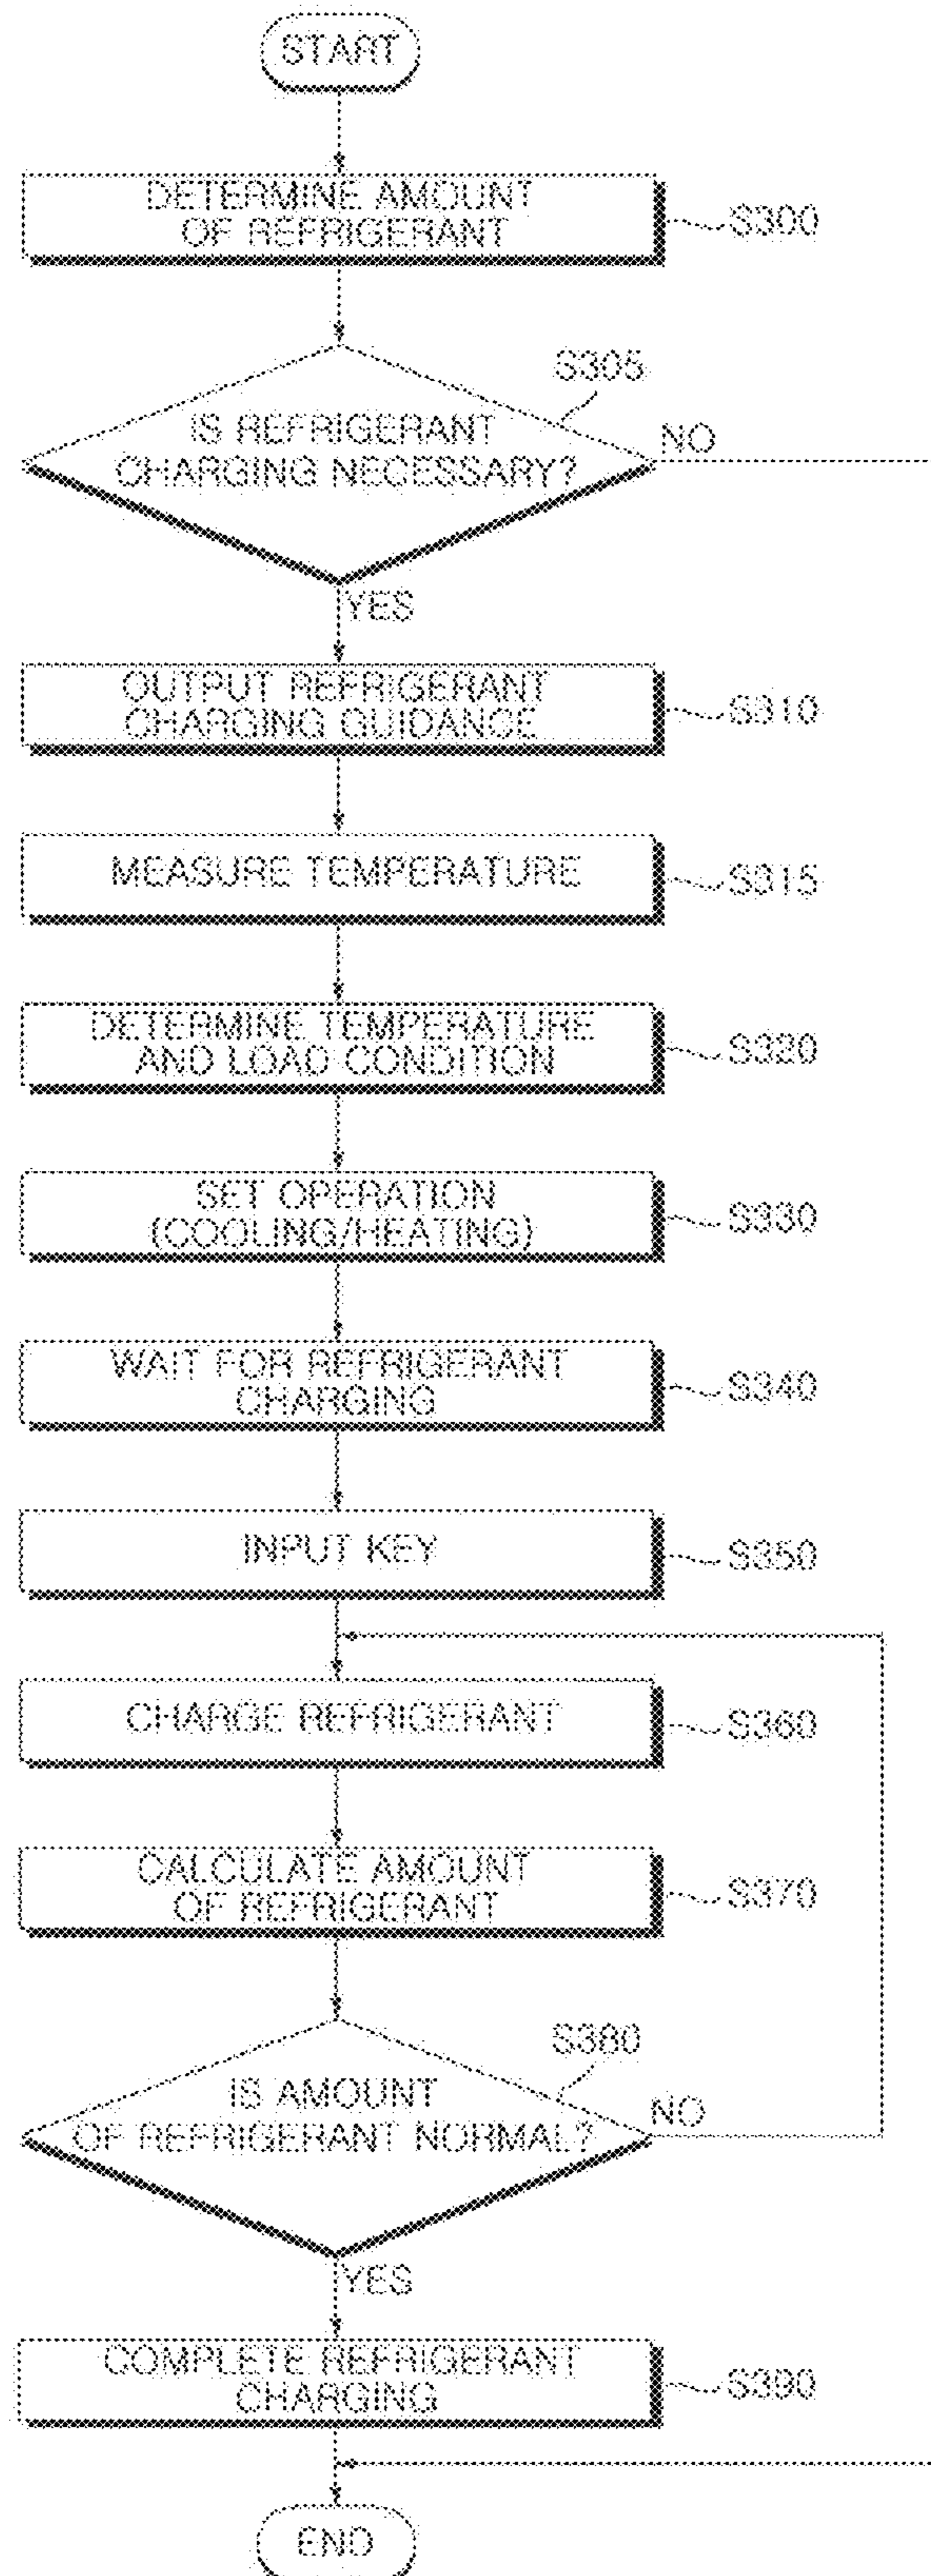 START
DETERMINE AMOUNT
OF REFRIGERANT
S300
S305
IS REFRIGERANT
CHARGING NECESSARY?
NO
YES
OUTPUT REFRIGERANT
CHARGING GUIDANCE
S310
MEASURE TEMPERATURE
S315
DETERMINE TEMPERATURE
AND LOAD CONDITION
S320
SET OPERATION
(COOLING/HEATING)
S330
WAIT FOR REFRIGERANT
CHARGING
S340
INPUT KEY
S350
CHARGE REFRIGERANT
S360
CALCULATE AMOUNT
OF REFRIGERANT
S370
S380
IS AMOUNT
OF REFRIGERANT NORMAL?
NO
YES
COMPLETE REFRIGERANT
CHARGING
S390
END